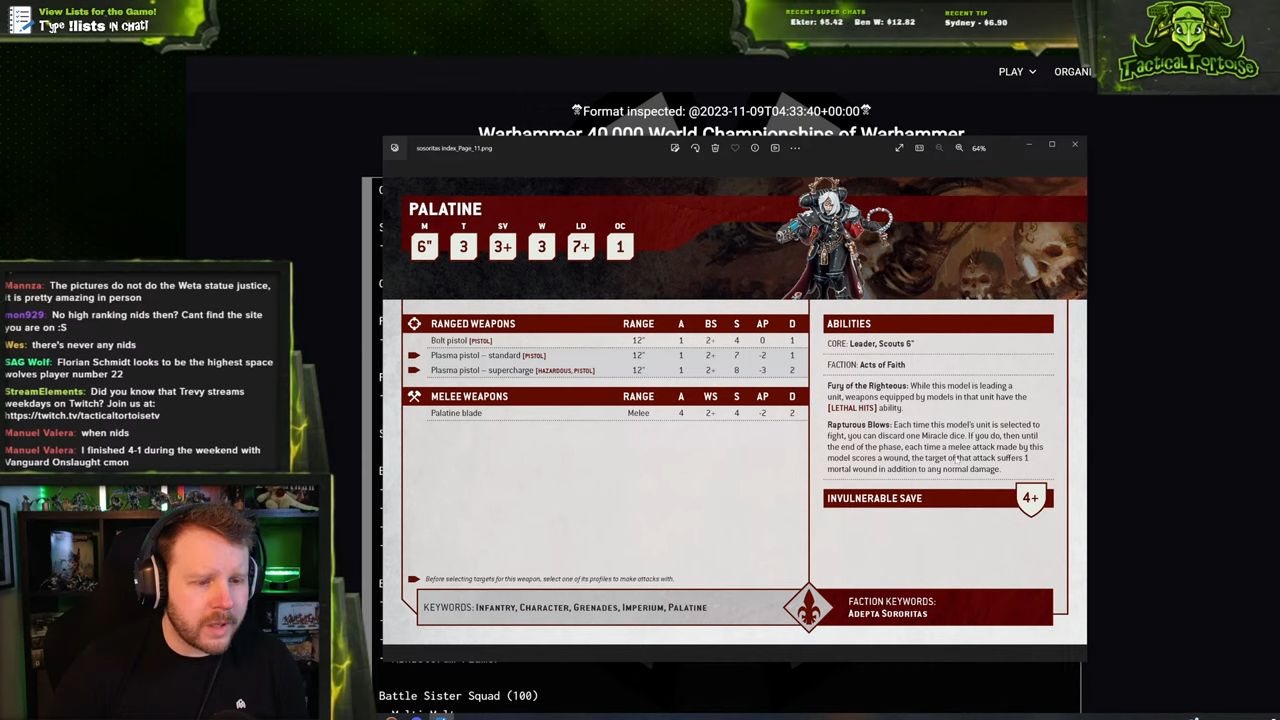 View Lists for the Game!
Type !lists in chat!
RECENT SUPER CHATS
Ekter: $5.42 Ben W: $12.82
RECENT TIP
Sydney - $6.90
TacticalTortoise
PLAY
ORGANI
Format inspected: @2023-11-09T04:33:40+00:00
Warhammer 40,000 World Championships of Warhammer
sosoritas index_Page_11.png
64%
PALATINE
M T SV W LD OC
6" 3 3+ 3 7+ 1
RANGED WEAPONS RANGE A BS S AP D
Bolt pistol [PISTOL] 12" 1 2+ 4 0 1
Plasma pistol – standard [PISTOL] 12" 1 2+ 7 -2 1
Plasma pistol – supercharge [HAZARDOUS, PISTOL] 12" 1 2+ 8 -3 2
MELEE WEAPONS RANGE A WS S AP D
Palatine blade Melee 4 2+ 4 -2 2
Before selecting targets for this weapon, select one of its profiles to make attacks with.
KEYWORDS: INFANTRY, CHARACTER, GRENADES, IMPERIUM, PALATINE
ABILITIES
CORE: Leader, Scouts 6"
FACTION: Acts of Faith
Fury of the Righteous: While this model is leading a
unit, weapons equipped by models in that unit have the
[LETHAL HITS] ability.
Rapturous Blows: Each time this model's unit is selected to
fight, you can discard one Miracle dice. If you do, then until
the end of the phase, each time a melee attack made by this
model scores a wound, the target of that attack suffers 1
mortal wound in addition to any normal damage.
INVULNERABLE SAVE 4+
FACTION KEYWORDS:
ADEPTA SORORITAS
Mannza: The pictures do not do the Weta statue justice,
it is pretty amazing in person
mon929: No high ranking nids then? Cant find the site
you are on :S
Wes: there's never any nids
SAG Wolf: Florian Schmidt looks to be the highest space
wolves player number 22
StreamElements: Did you know that Trevy streams
weekdays on Twitch? Join us at:
https://twitch.tv/tacticaltortoisetv
Manuel Valera: when nids
Manuel Valera: I finished 4-1 during the weekend with
Vanguard Onslaught cmon
Battle Sister Squad (100)